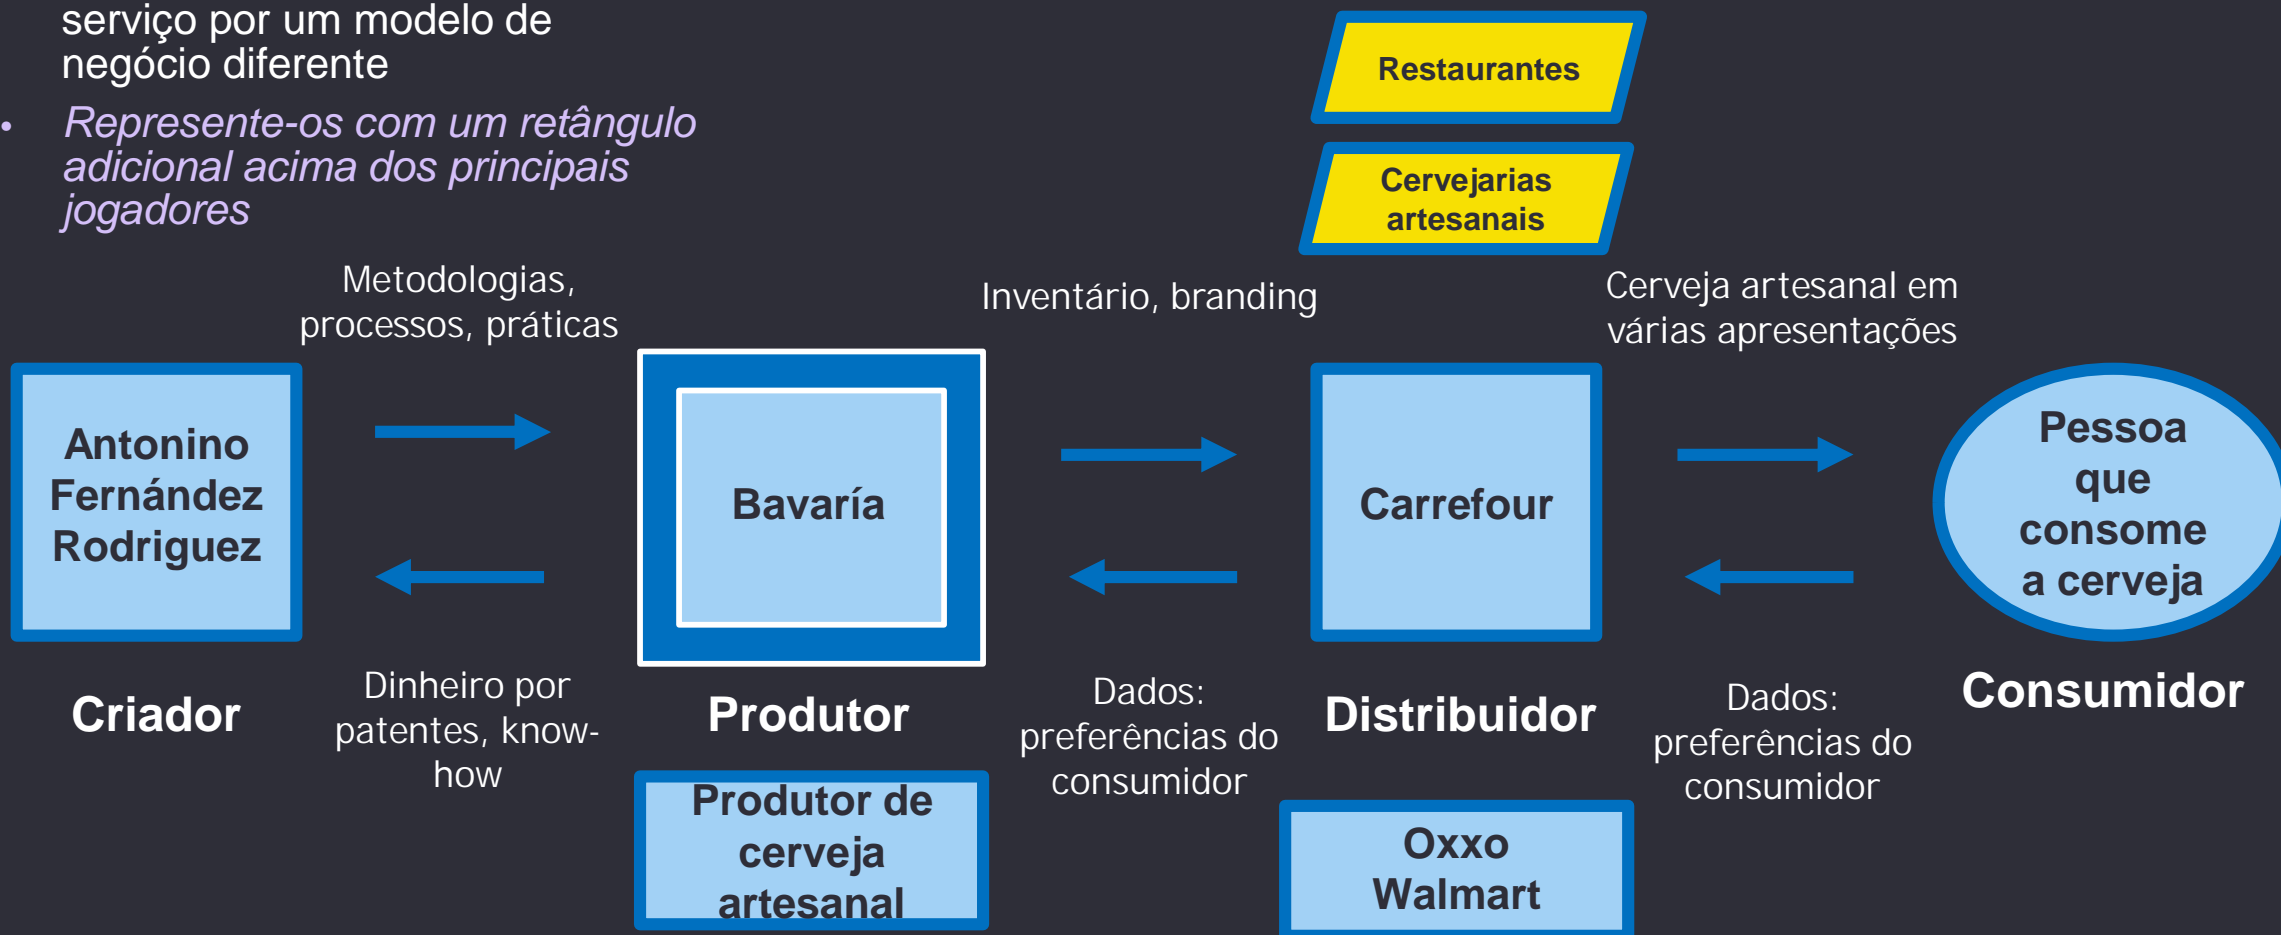 serviço por um modelo de
negócio diferente
• Represente-os com um retângulo
adicional acima dos principais
jogadores
Restaurantes
Cervejarias
artesanais
Metodologias,
processos, práticas
Inventário, branding
Cerveja artesanal em
várias apresentações
Antonino
Fernández
Rodriguez
Bavaría
Carrefour
Pessoa
que
consome
a cerveja
Criador
Dinheiro por
patentes, know-
how
Produtor
Dados:
preferências do
consumidor
Distribuidor
Dados:
preferências do
consumidor
Consumidor
Produtor de
cerveja
artesanal
Oxxo
Walmart